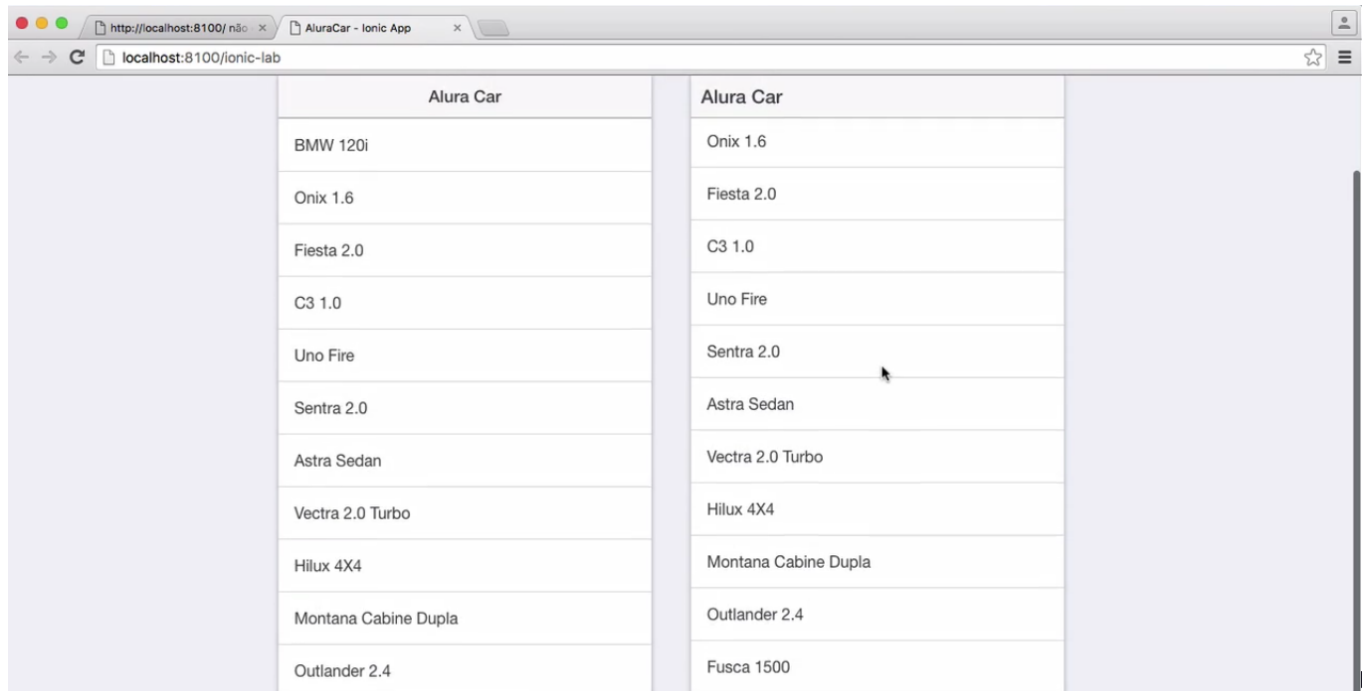 http://localhost:8100/ não
AluraCar - Ionic App
localhost:8100/ionic-lab
Alura Car
BMW 120i
Onix 1.6
Fiesta 2.0
C3 1.0
Uno Fire
Sentra 2.0
Astra Sedan
Vectra 2.0 Turbo
Hilux 4X4
Montana Cabine Dupla
Outlander 2.4
Alura Car
Onix 1.6
Fiesta 2.0
C3 1.0
Uno Fire
Sentra 2.0
Astra Sedan
Vectra 2.0 Turbo
Hilux 4X4
Montana Cabine Dupla
Outlander 2.4
Fusca 1500